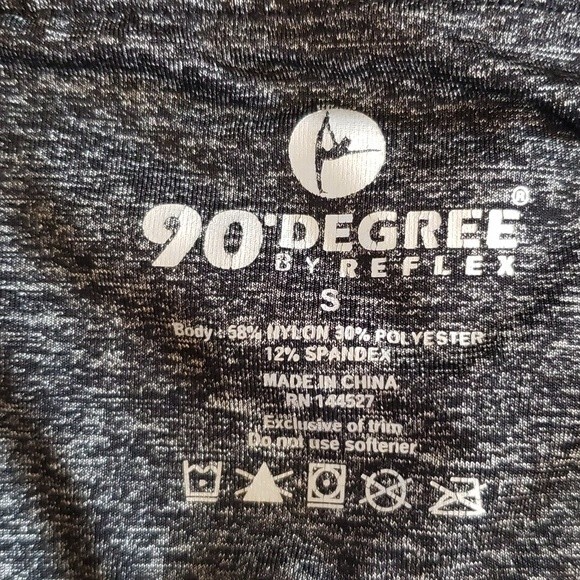 90°DEGREE®
BY REFLEX
S
Body: 58% NYLON 30% POLYESTER
12% SPANDEX
MADE IN CHINA
RN 144527
Exclusive of trim
Do not use softener